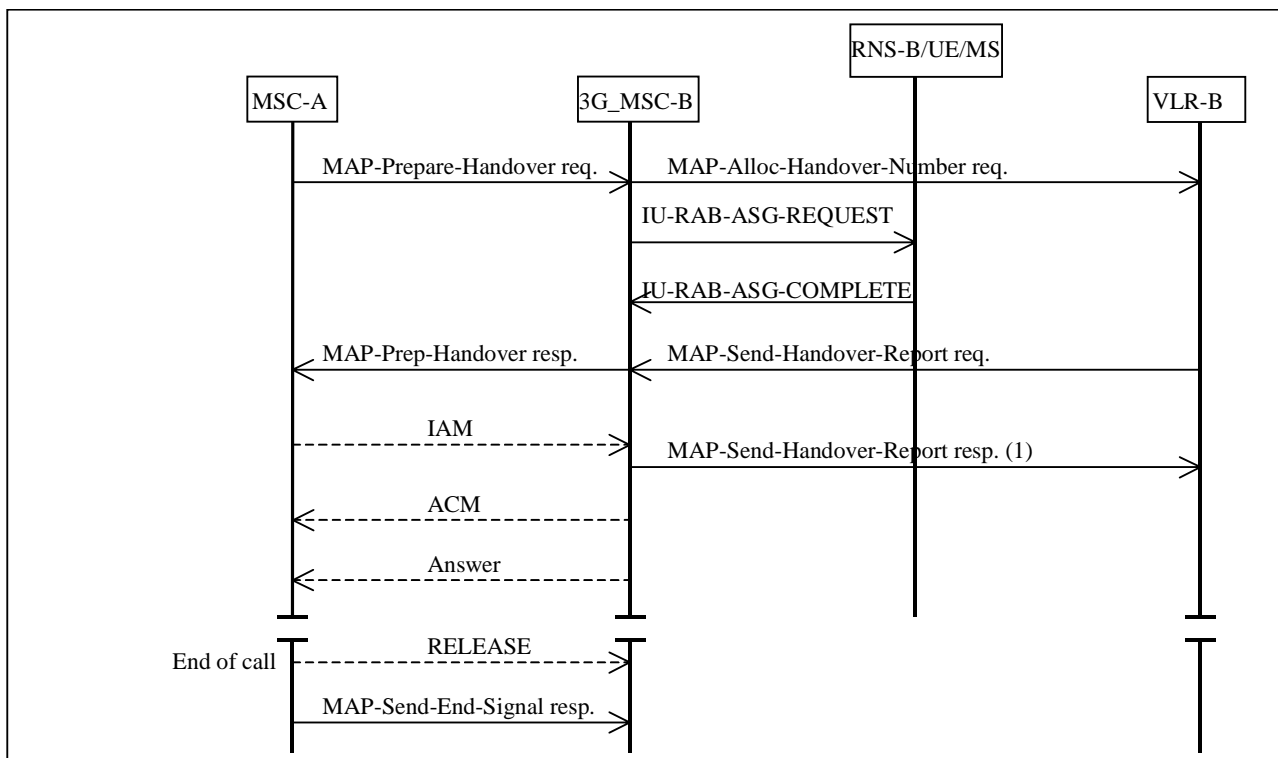 RNS-B/UE/MS
MSC-A
3G_MSC-B
VLR-B
MAP-Prepare-Handover req.
MAP-Alloc-Handover-Number req.
IU-RAB-ASG-REQUEST
IU-RAB-ASG-COMPLETE
MAP-Prep-Handover resp.
MAP-Send-Handover-Report req.
IAM
MAP-Send-Handover-Report resp. (1)
ACM
Answer
RELEASE
End of call
MAP-Send-End-Signal resp.